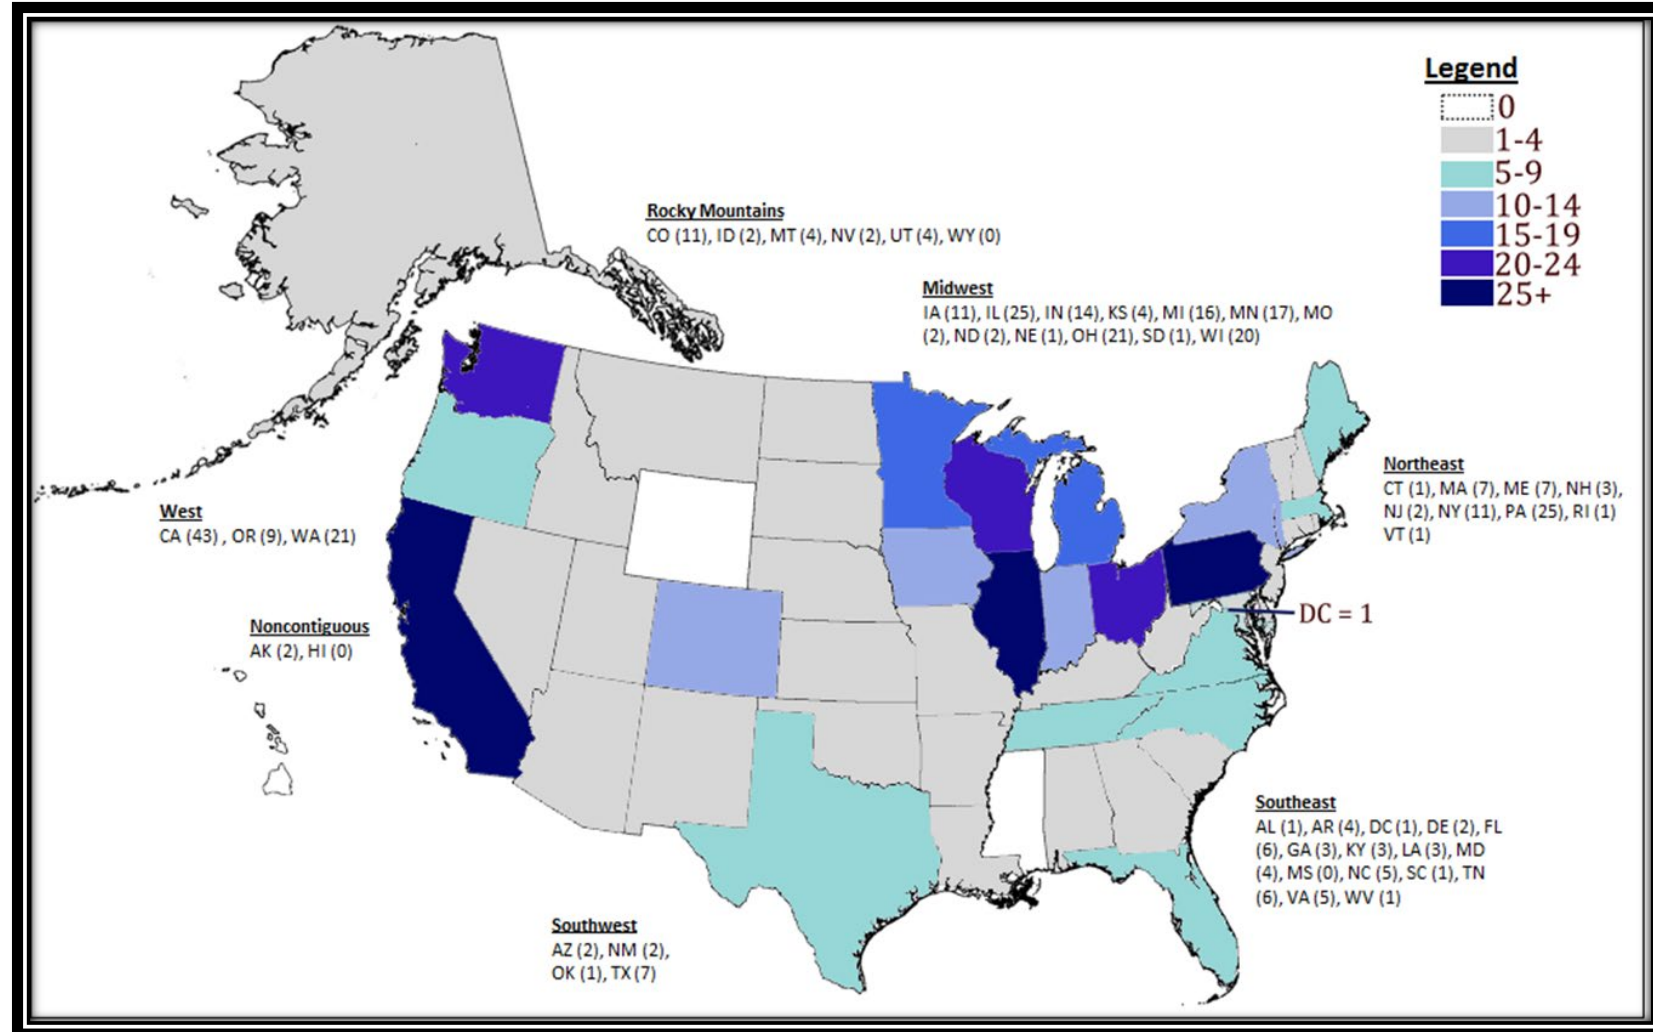 Legend
0
1-4
5-9
10-14
15-19
20-24
25+
Rocky Mountains
CO (11), ID (2), MT (4), NV (2), UT (4), WY (0)
Midwest
IA (11), IL (25), IN (14), KS (4), MI (16), MN (17), MO
(2), ND (2), NE (1), OH (21), SD (1), WI (20)
Northeast
CT (1), MA (7), ME (7), NH (3),
NJ (2), NY (11), PA (25), RI (1)
VT (1)
West
CA (43) , OR (9), WA (21)
DC = 1
Noncontiguous
AK (2), HI (0)
Southeast
AL (1), AR (4), DC (1), DE (2), FL
(6), GA (3), KY (3), LA (3), MD
(4), MS (0), NC (5), SC (1), TN
(6), VA (5), WV (1)
Southwest
AZ (2), NM (2),
OK (1), TX (7)